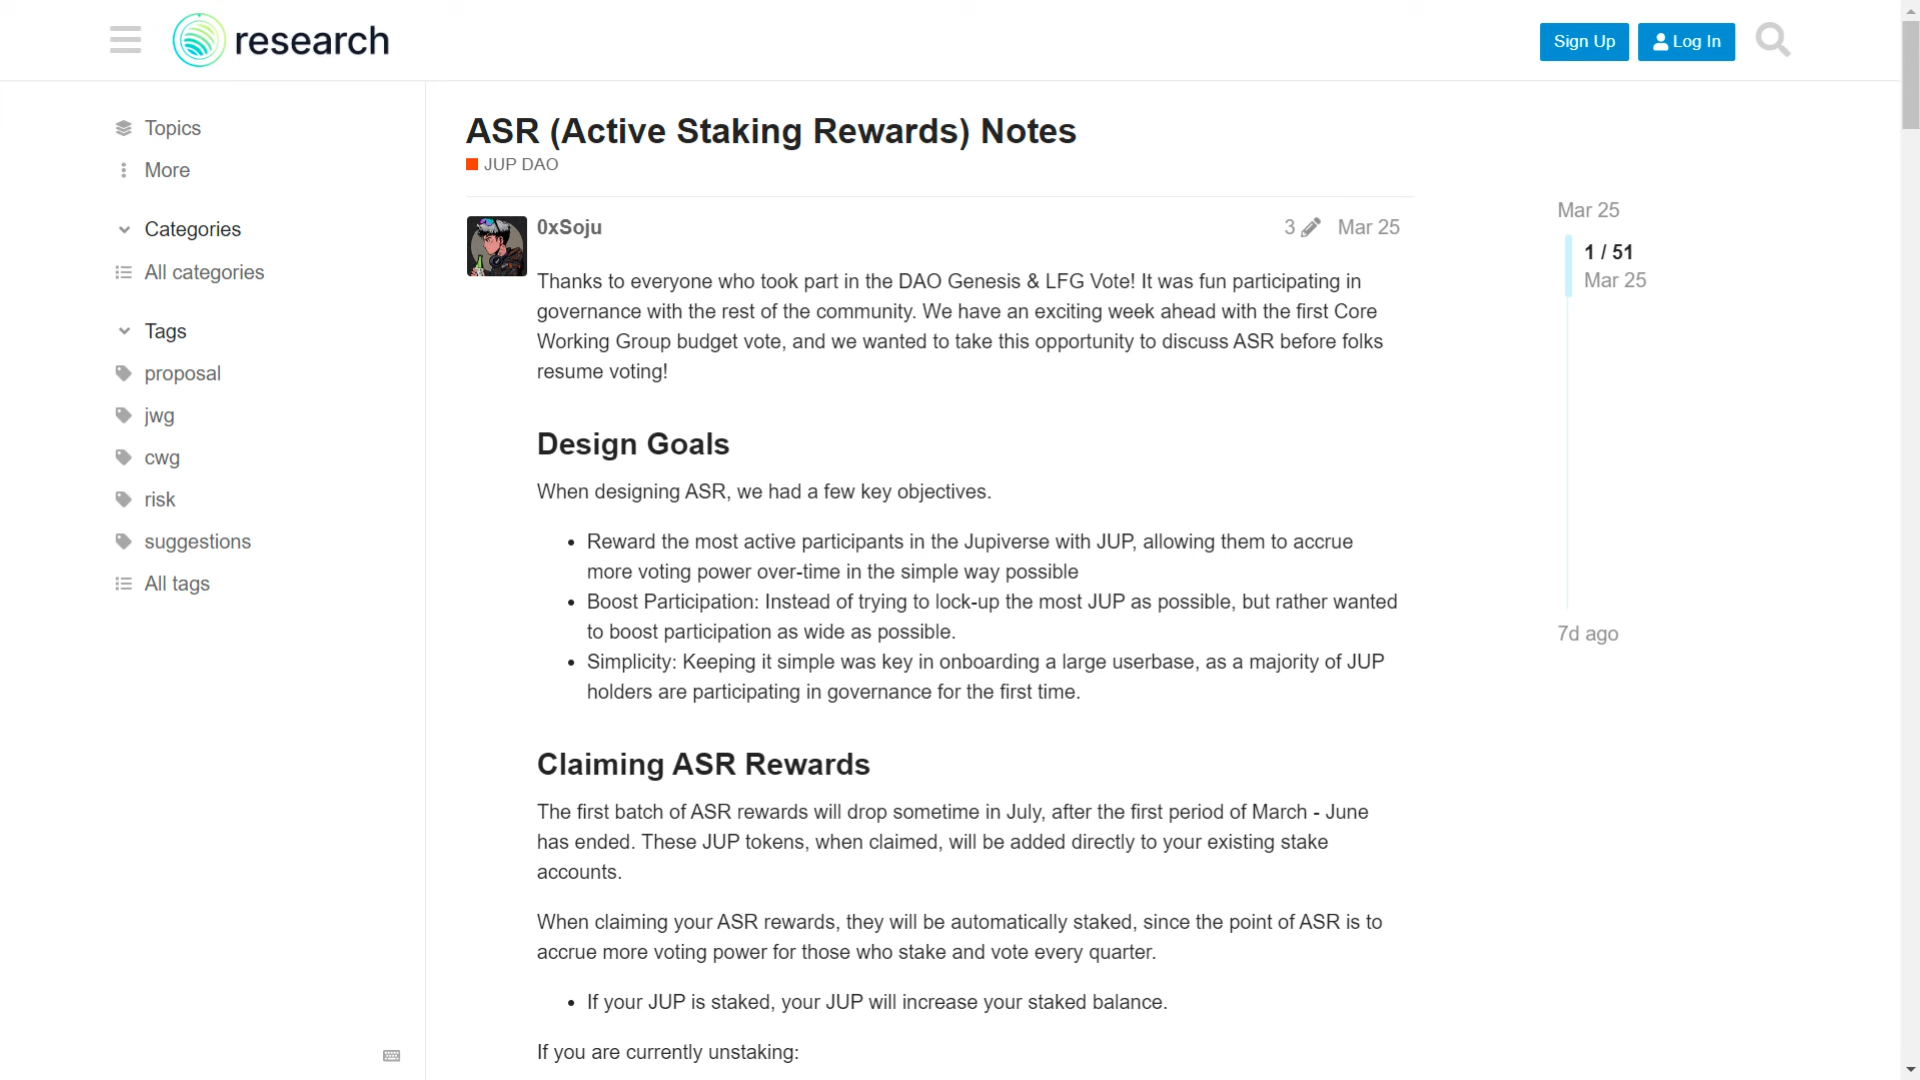 research
Sign Up
Log In
Topics
More
Categories
All categories
Tags
proposal
jwg
cwg
risk
suggestions
All tags
ASR (Active Staking Rewards) Notes
JUP DAO
0xSoju
3
Mar 25
Thanks to everyone who took part in the DAO Genesis & LFG Vote! It was fun participating in
governance with the rest of the community. We have an exciting week ahead with the first Core
Working Group budget vote, and we wanted to take this opportunity to discuss ASR before folks
resume voting!
Design Goals
When designing ASR, we had a few key objectives.
• Reward the most active participants in the Jupiverse with JUP, allowing them to accrue
more voting power over-time in the simple way possible
• Boost Participation: Instead of trying to lock-up the most JUP as possible, but rather wanted
to boost participation as wide as possible.
• Simplicity: Keeping it simple was key in onboarding a large userbase, as a majority of JUP
holders are participating in governance for the first time.
Claiming ASR Rewards
The first batch of ASR rewards will drop sometime in July, after the first period of March - June
has ended. These JUP tokens, when claimed, will be added directly to your existing stake
accounts.
When claiming your ASR rewards, they will be automatically staked, since the point of ASR is to
accrue more voting power for those who stake and vote every quarter.
• If your JUP is staked, your JUP will increase your staked balance.
If you are currently unstaking:
Mar 25
1 / 51
Mar 25
7d ago